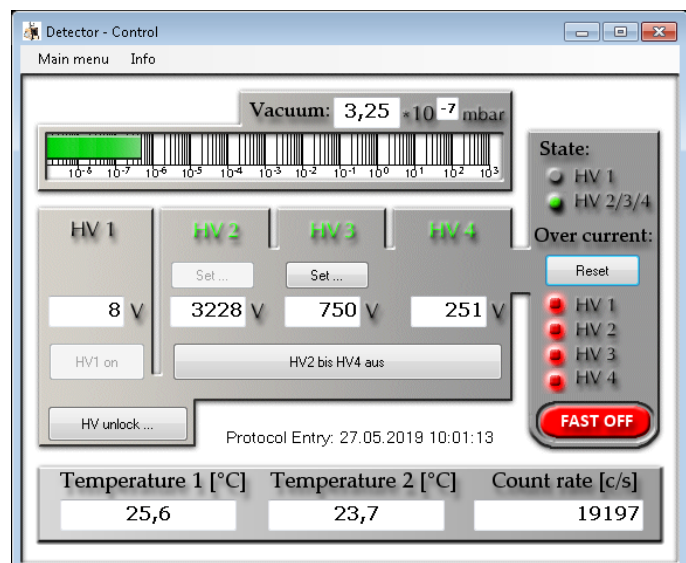 Detector - Control
Main menu Info
Vacuum: 3,25 *10 -7 mbar
10-8 10-7 10-6 10-5 10-4 10-3 10-2 10-1 100 101 102 103
State:
HV 1
HV 2/3/4
HV 1 HV 2 HV 3 HV 4
Over current:
Set ... Set ...
Reset
8 V 3228 V 750 V 251 V
HV 1
HV 2
HV 3
HV 4
HV1 on HV2 bis HV4 aus
FAST OFF
HV unlock ...
Protocol Entry: 27.05.2019 10:01:13
Temperature 1 [°C] Temperature 2 [°C] Count rate [c/s]
25,6 23,7 19197